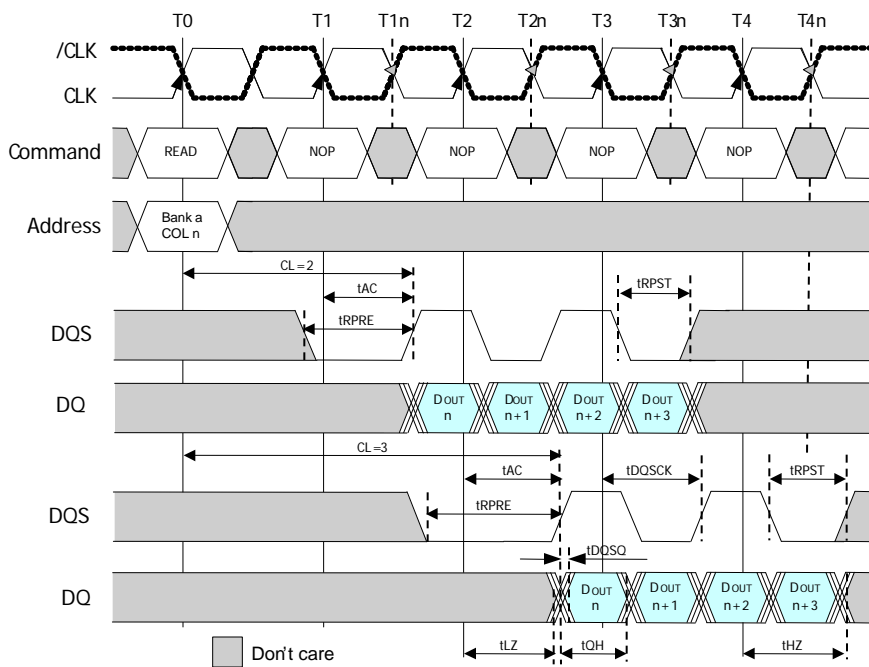 T0 T1 T1n T2 T2n T3 T3n T4 T4n
/CLK
CLK
Command READ NOP NOP NOP NOP
Address Bank a
COL n
CL=2
tAC
tRPRE
tRPST
DQS
DQ DOUT n DOUT n+1 DOUT n+2 DOUT n+3
CL=3
tAC
tDQSCK
tRPST
tRPRE
DQS
tDQSQ
DQ DOUT n DOUT n+1 DOUT n+2 DOUT n+3
tLZ tQH tHZ
Don't care